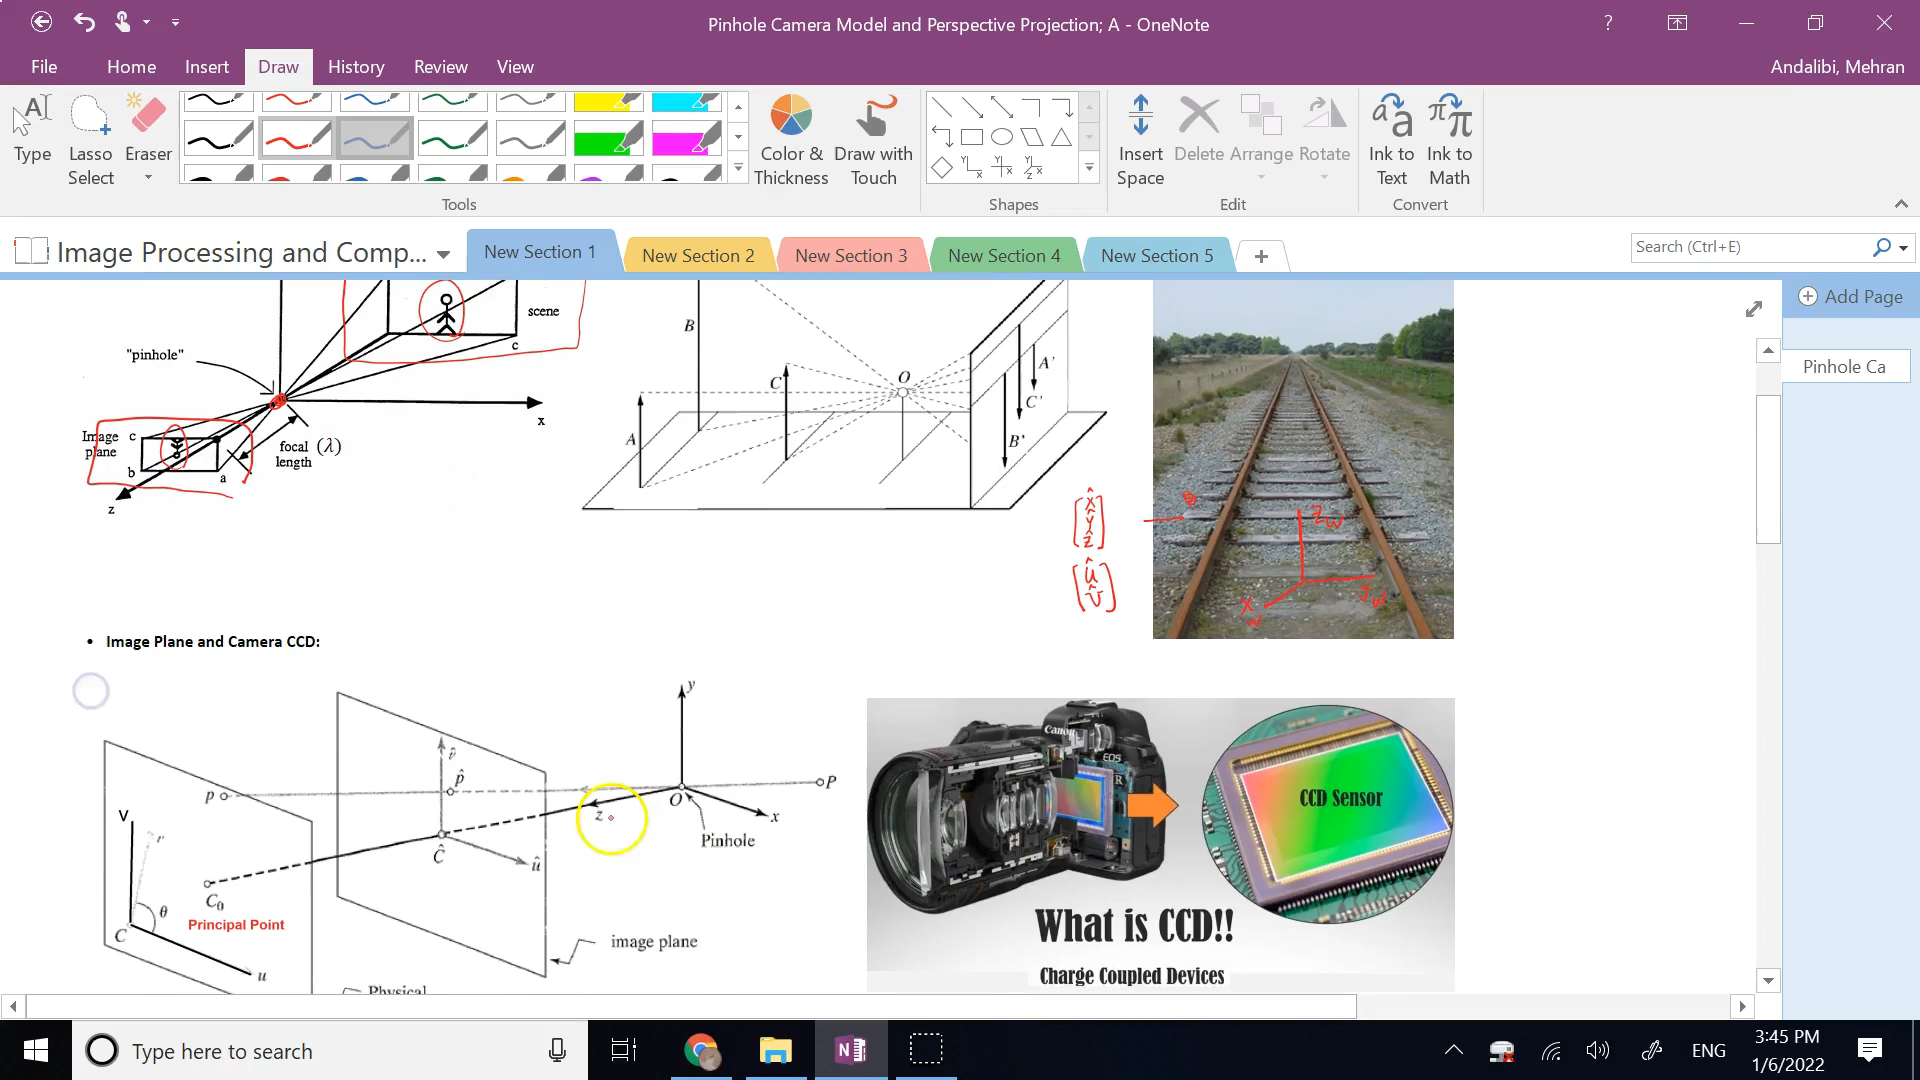 Pinhole Camera Model and Perspective Projection; A - OneNote
?
File Home Insert Draw History Review View
Andalibi, Mehran
Type
Lasso Select
Eraser
Color & Thickness
Draw with Touch
Insert Space
Delete
Arrange
Rotate
Ink to Text
Ink to Math
Tools
Shapes
Edit
Convert
Image Processing and Comp...
New Section 1
New Section 2
New Section 3
New Section 4
New Section 5
+
Search (Ctrl+E)
Add Page
Pinhole Ca
scene
c
"pinhole"
x
Image plane
c
b
a
z
focal (λ)
length
B
C
A
O
A'
C'
B'
x̂
ŷ
ẑ
û
v̂
Zw
Xw
yw
• Image Plane and Camera CCD:
y
v̂
p
p̂
P
O
x
z
Pinhole
Ĉ
û
V
r
θ
C
u
C0
Principal Point
image plane
Physical
Canon
EOS
R
CCD Sensor
What is CCD!!
Charge Coupled Devices
Type here to search
N
ENG
3:45 PM
1/6/2022